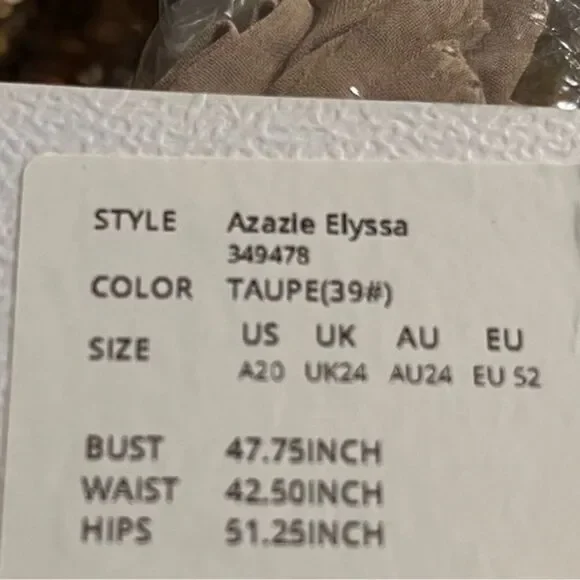 STYLE Azazie Elyssa
349478
COLOR TAUPE(39#)
SIZE US UK AU EU
A20 UK24 AU24 EU 52
BUST 47.75INCH
WAIST 42.50INCH
HIPS 51.25INCH